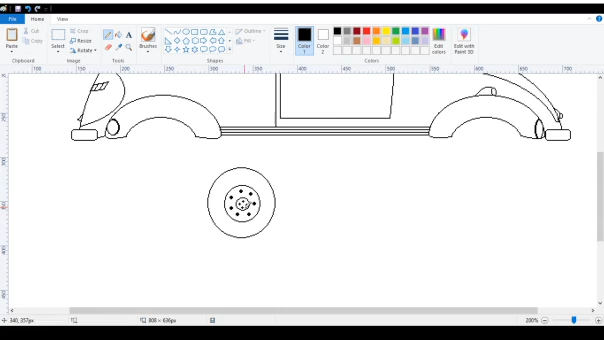 File Home View
Paste
Cut
Copy
Clipboard
Select
Crop
Resize
Rotate
Image
Tools
Brushes
Shapes
Outline
Fill
Size
Color 1
Color 2
Edit colors
Colors
Edit with Paint 3D
100 150 200 250 300 350 400 450 500 550 600 650 700
340, 357px
808 × 636px
200%